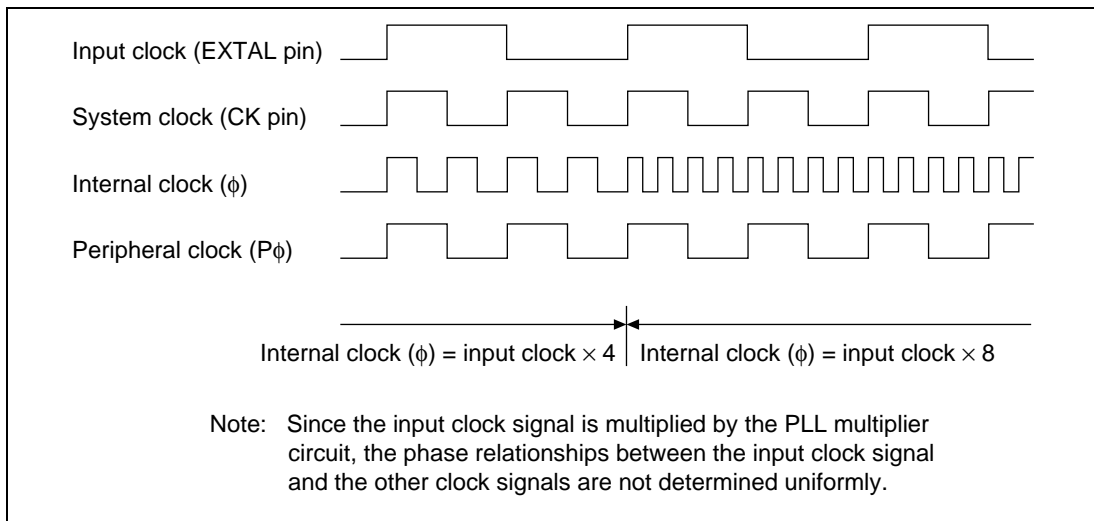 Input clock (EXTAL pin)
System clock (CK pin)
Internal clock (ϕ)
Peripheral clock (Pϕ)
Internal clock (ϕ) = input clock × 4
Internal clock (ϕ) = input clock × 8
Note: Since the input clock signal is multiplied by the PLL multiplier
circuit, the phase relationships between the input clock signal
and the other clock signals are not determined uniformly.